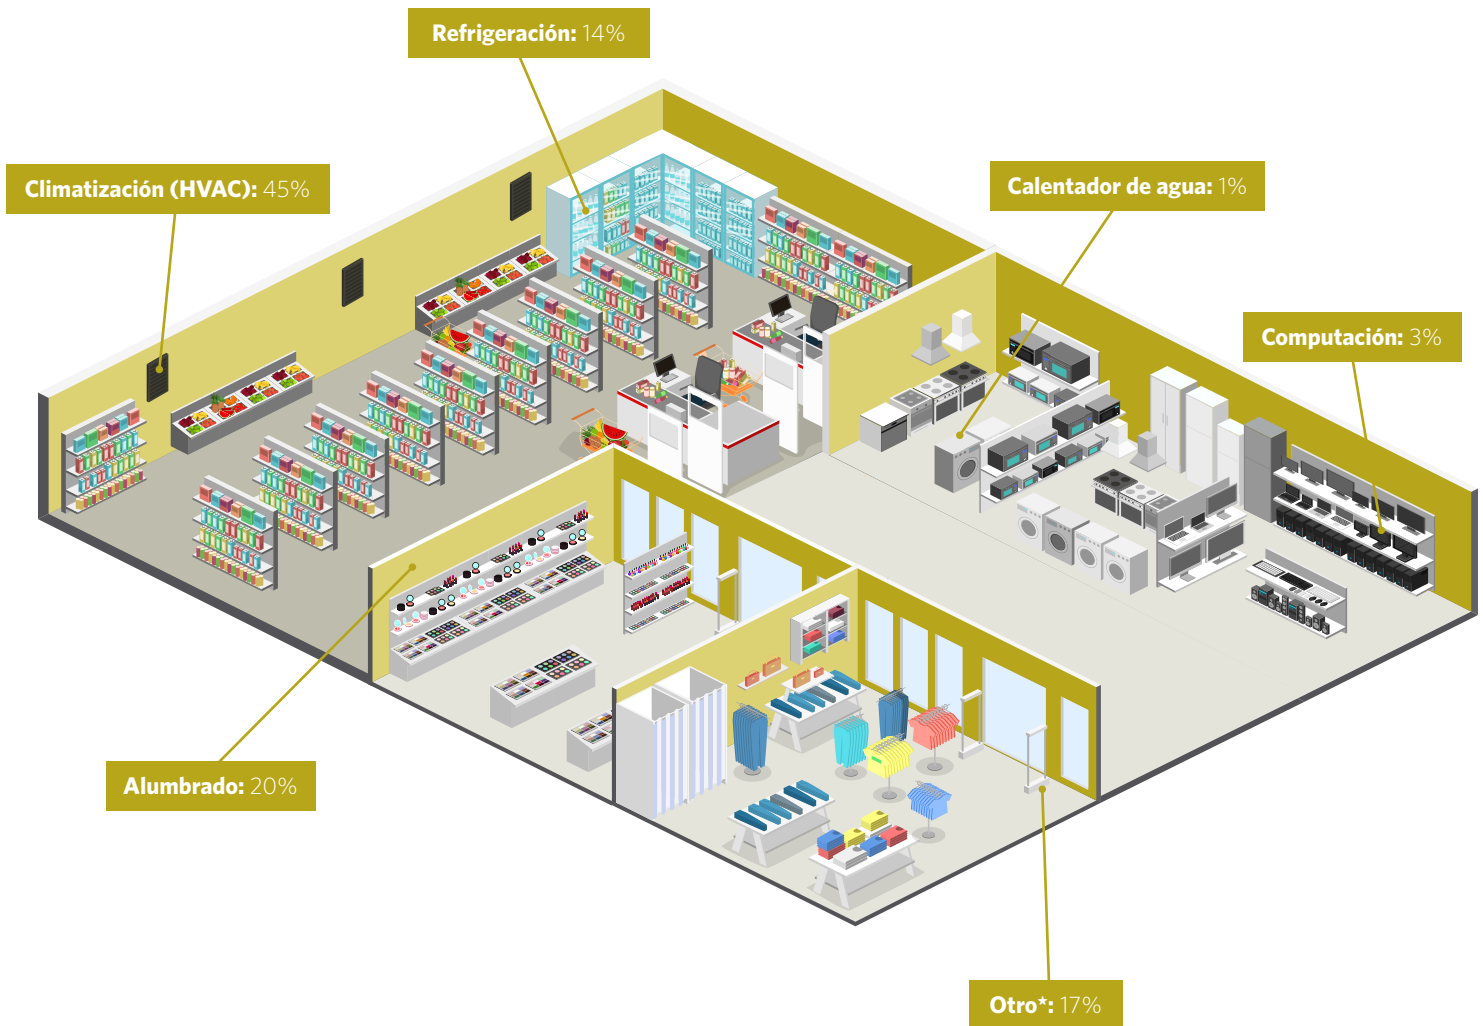 Refrigeración: 14%
Climatización (HVAC): 45%
Calentador de agua: 1%
Computación: 3%
Alumbrado: 20%
Otro★: 17%